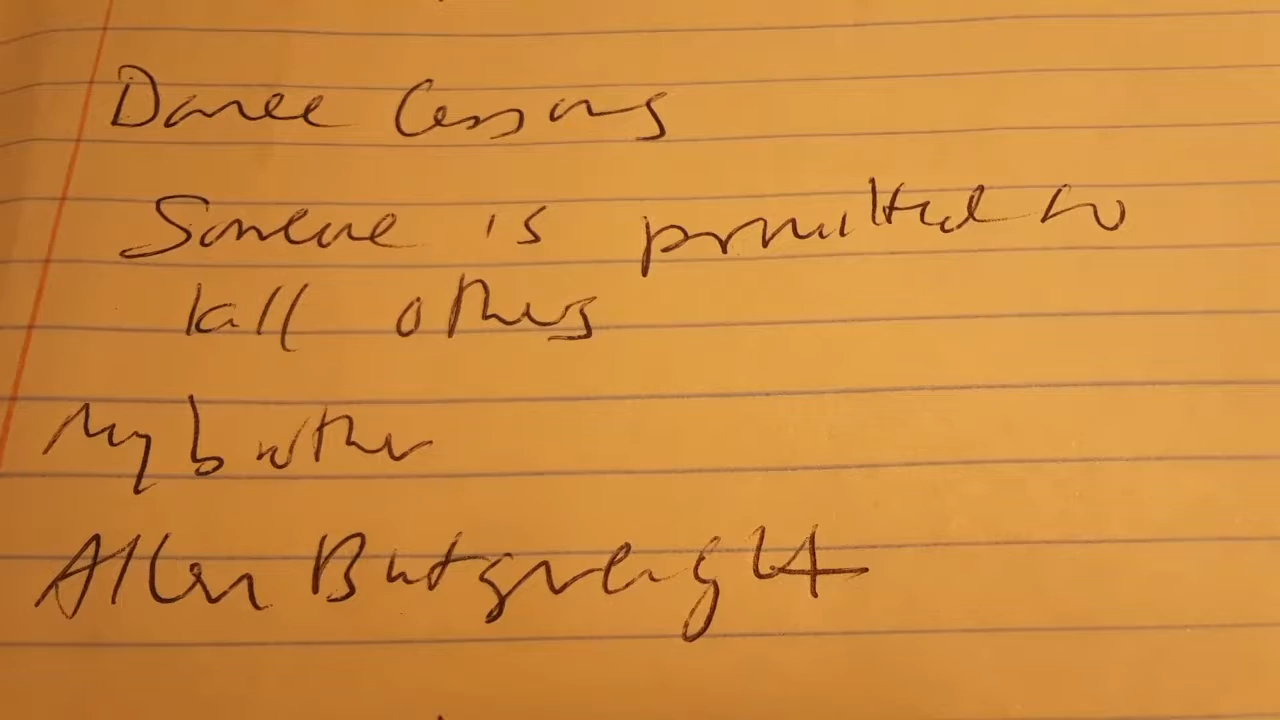 Dance Lessons
Someone is permitted to
kill others
My brother
Allen